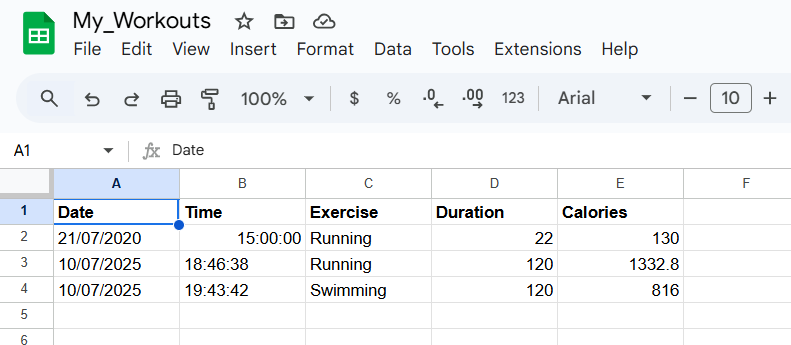 My_Workouts
File Edit View Insert Format Data Tools Extensions Help
100% $ % .0 .00 123 Arial 10
A1 fx Date
A B C D E F
1 Date Time Exercise Duration Calories
2 21/07/2020 15:00:00 Running 22 130
3 10/07/2025 18:46:38 Running 120 1332.8
4 10/07/2025 19:43:42 Swimming 120 816
5
6